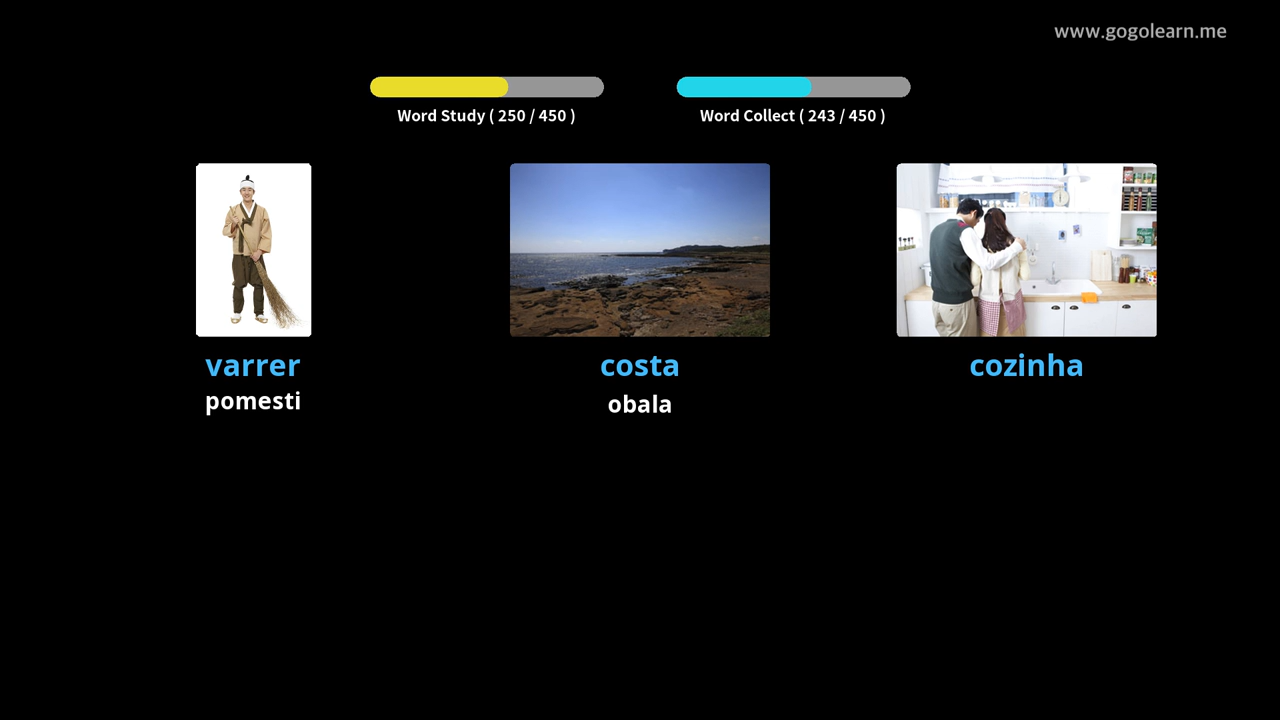 www.gogolearn.me
Word Study ( 250 / 450 )
Word Collect ( 243 / 450 )
varrer
pomesti
costa
obala
cozinha